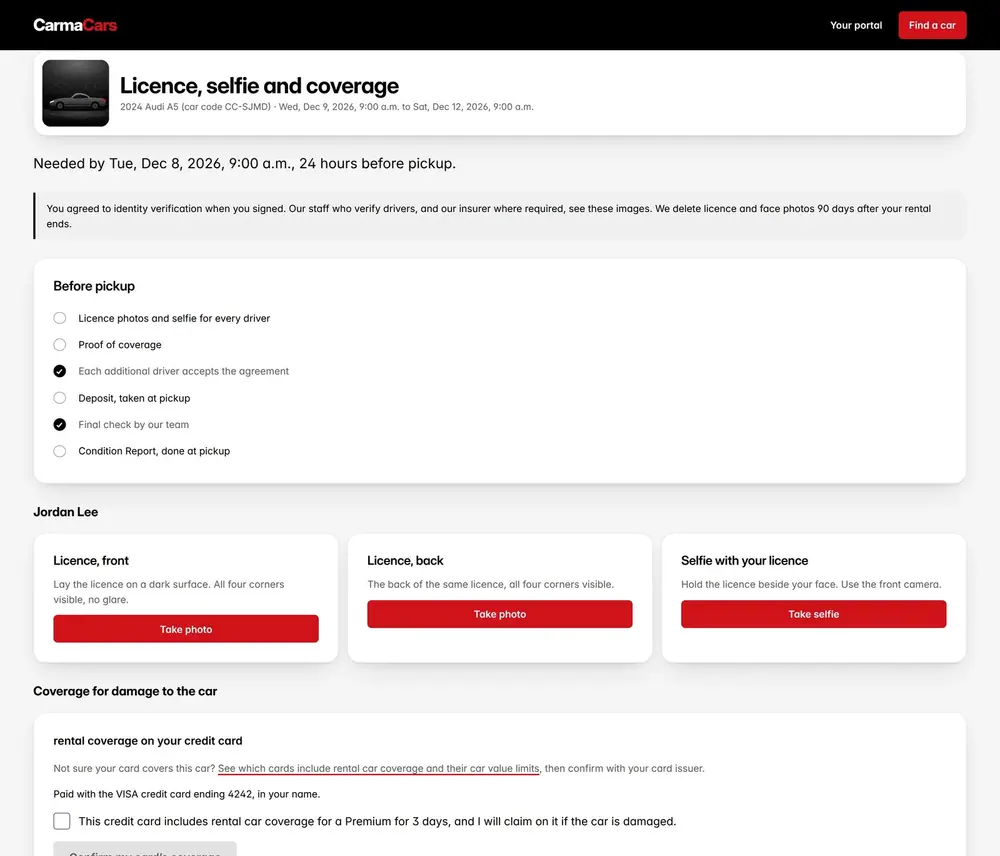 CarmaCars
Your portal
Find a car
Licence, selfie and coverage
2024 Audi A5 (car code CC-SJMD) · Wed, Dec 9, 2026, 9:00 a.m. to Sat, Dec 12, 2026, 9:00 a.m.
Needed by Tue, Dec 8, 2026, 9:00 a.m., 24 hours before pickup.
You agreed to identity verification when you signed. Our staff who verify drivers, and our insurer where required, see these images. We delete licence and face photos 90 days after your rental
ends.
Before pickup
Licence photos and selfie for every driver
Proof of coverage
Each additional driver accepts the agreement
Deposit, taken at pickup
Final check by our team
Condition Report, done at pickup
Jordan Lee
Licence, front
Lay the licence on a dark surface. All four corners
visible, no glare.
Take photo
Licence, back
The back of the same licence, all four corners visible.
Take photo
Selfie with your licence
Hold the licence beside your face. Use the front camera.
Take selfie
Coverage for damage to the car
rental coverage on your credit card
Not sure your card covers this car? See which cards include rental car coverage and their car value limits, then confirm with your card issuer.
Paid with the VISA credit card ending 4242, in your name.
This credit card includes rental car coverage for a Premium for 3 days, and I will claim on it if the car is damaged.
Confirm my card's coverage